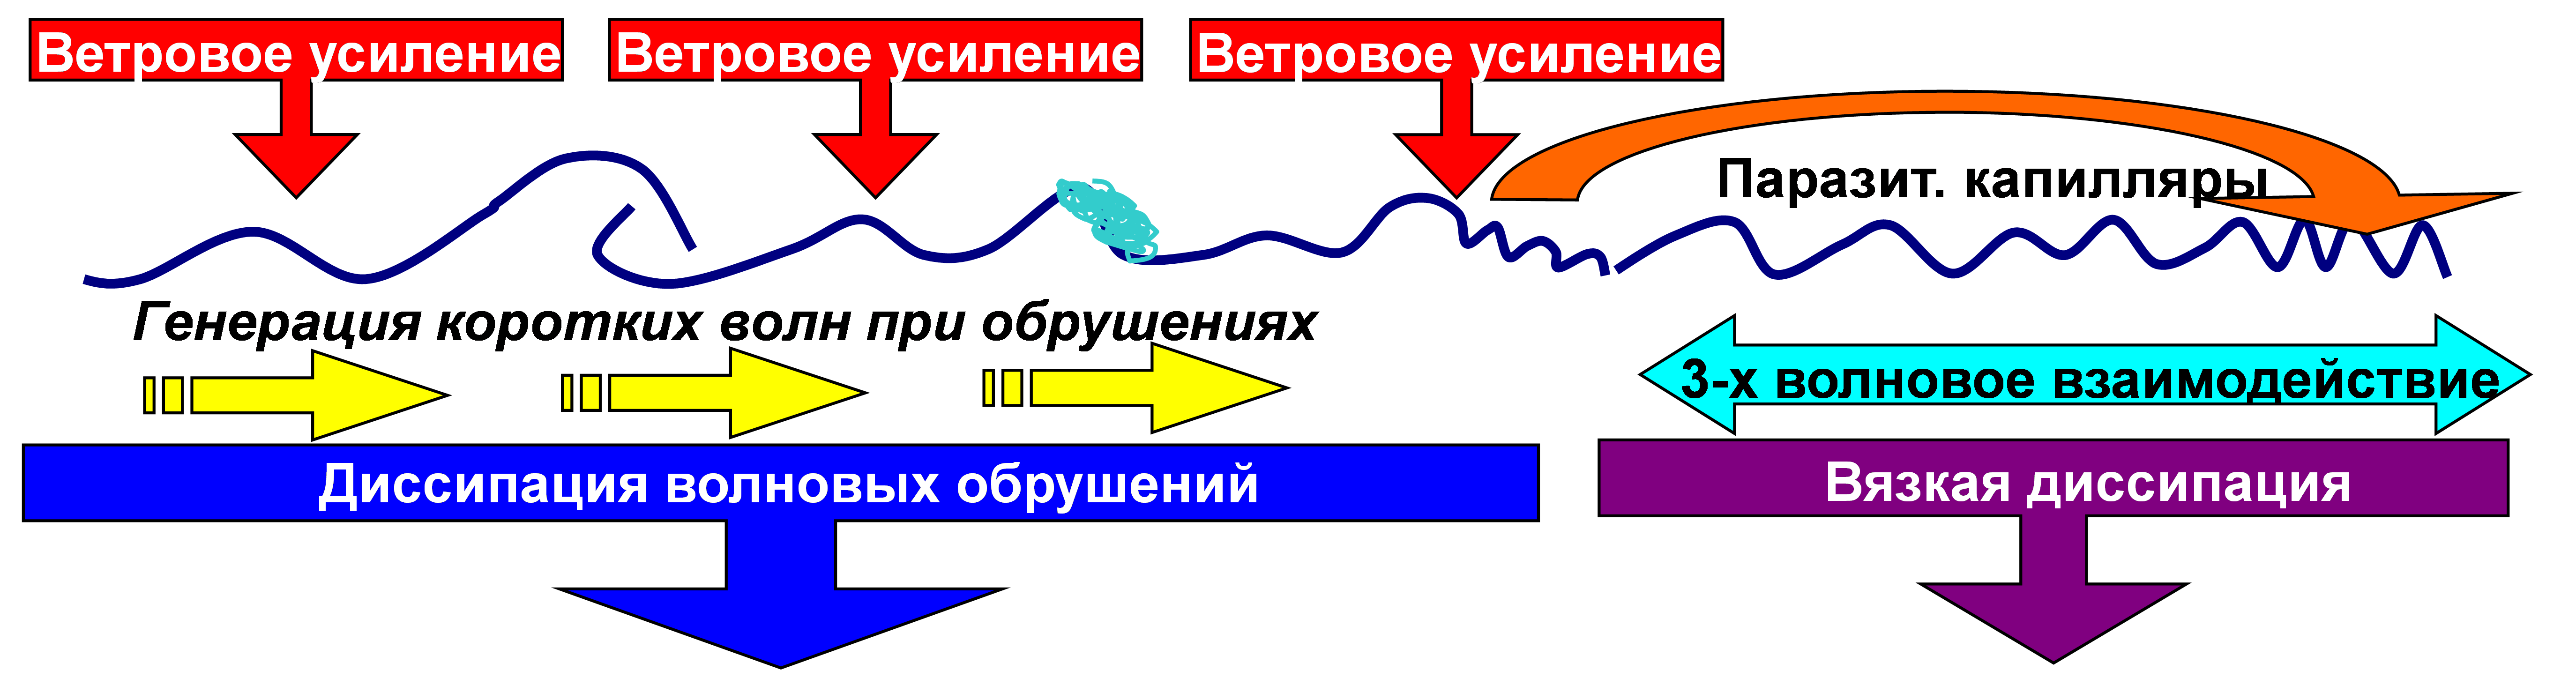 Ветровое усиление
Ветровое усиление
Ветровое усиление
Паразит. капилляры
Генерация коротких волн при обрушениях
3-х волновое взаимодействие
Диссипация волновых обрушений
Вязкая диссипация